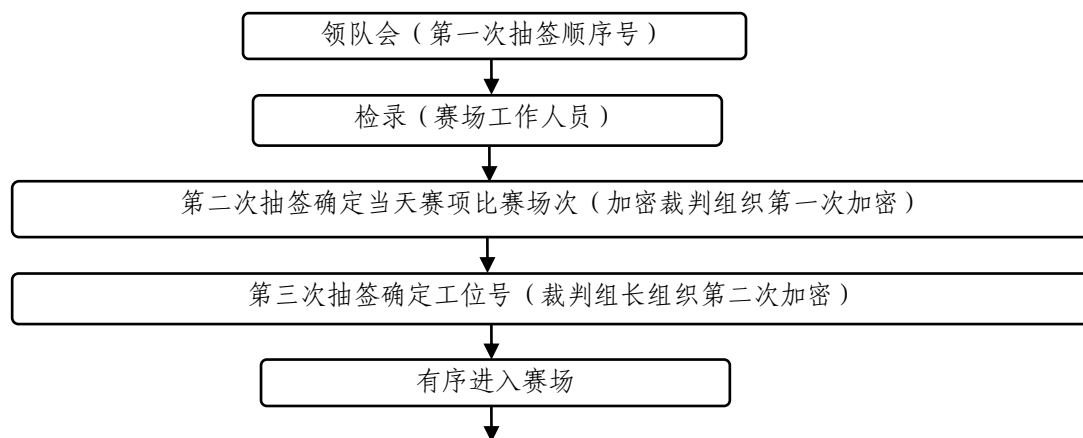 领队会（第一次抽签顺序号）
检录（赛场工作人员）
第二次抽签确定当天赛项比赛场次（加密裁判组织第一次加密）
第三次抽签确定工位号（裁判组长组织第二次加密）
有序进入赛场